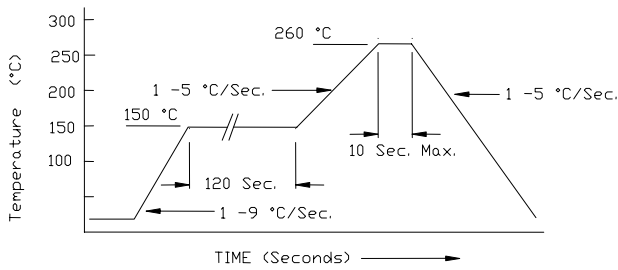 Temperature (°C)
300
250
200
150
100
260 °C
1 -5 °C/Sec.
1 -5 °C/Sec.
150 °C
10 Sec. Max.
120 Sec.
1 -9 °C/Sec.
TIME (Seconds)